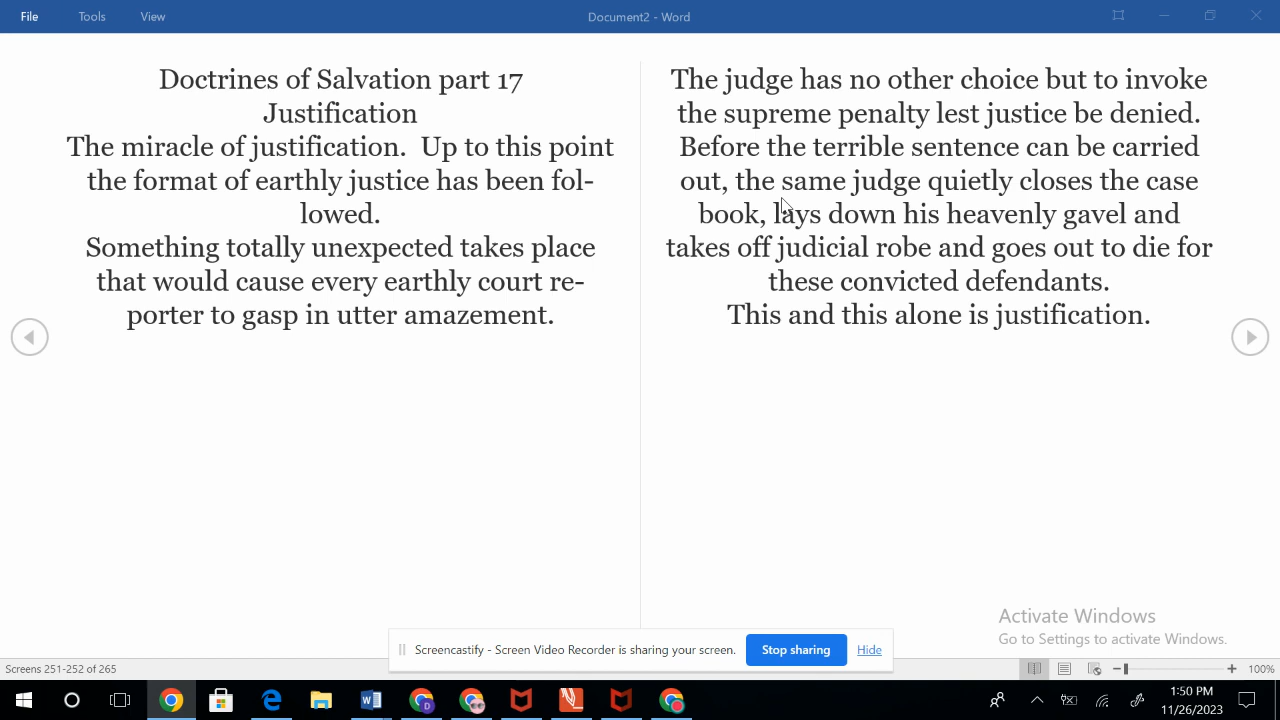 File
Tools
View
Document2 - Word
Doctrines of Salvation part 17
Justification
The miracle of justification.  Up to this point
the format of earthly justice has been fol-
lowed.
Something totally unexpected takes place
that would cause every earthly court re-
porter to gasp in utter amazement.
The judge has no other choice but to invoke
the supreme penalty lest justice be denied.
Before the terrible sentence can be carried
out, the same judge quietly closes the case
book, lays down his heavenly gavel and
takes off judicial robe and goes out to die for
these convicted defendants.
This and this alone is justification.
Activate Windows
Go to Settings to activate Windows.
Screencastify - Screen Video Recorder is sharing your screen.
Stop sharing
Hide
Screens 251-252 of 265
100%
1:50 PM
11/26/2023